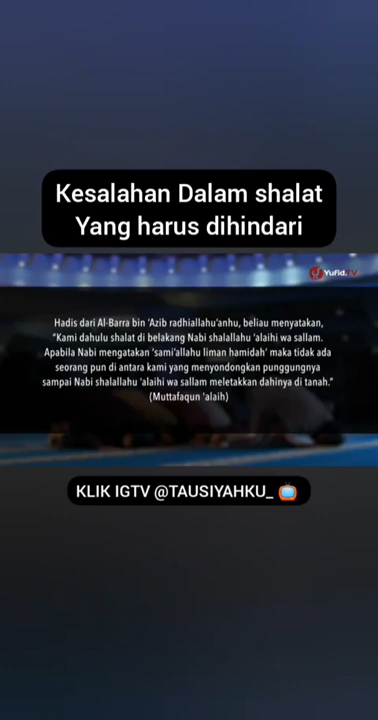 Kesalahan Dalam shalat
Yang harus dihindari
Yufid.TV
Hadis dari Al-Barra bin 'Azib radhiallahu'anhu, beliau menyatakan,
"Kami dahulu shalat di belakang Nabi shalallahu 'alaihi wa sallam.
Apabila Nabi mengatakan 'sami'allahu liman hamidah' maka tidak ada
seorang pun di antara kami yang menyondongkan punggungnya
sampai Nabi shalallahu 'alaihi wa sallam meletakkan dahinya di tanah."
(Muttafaqun 'alaih)
KLIK IGTV @TAUSIYAHKU_